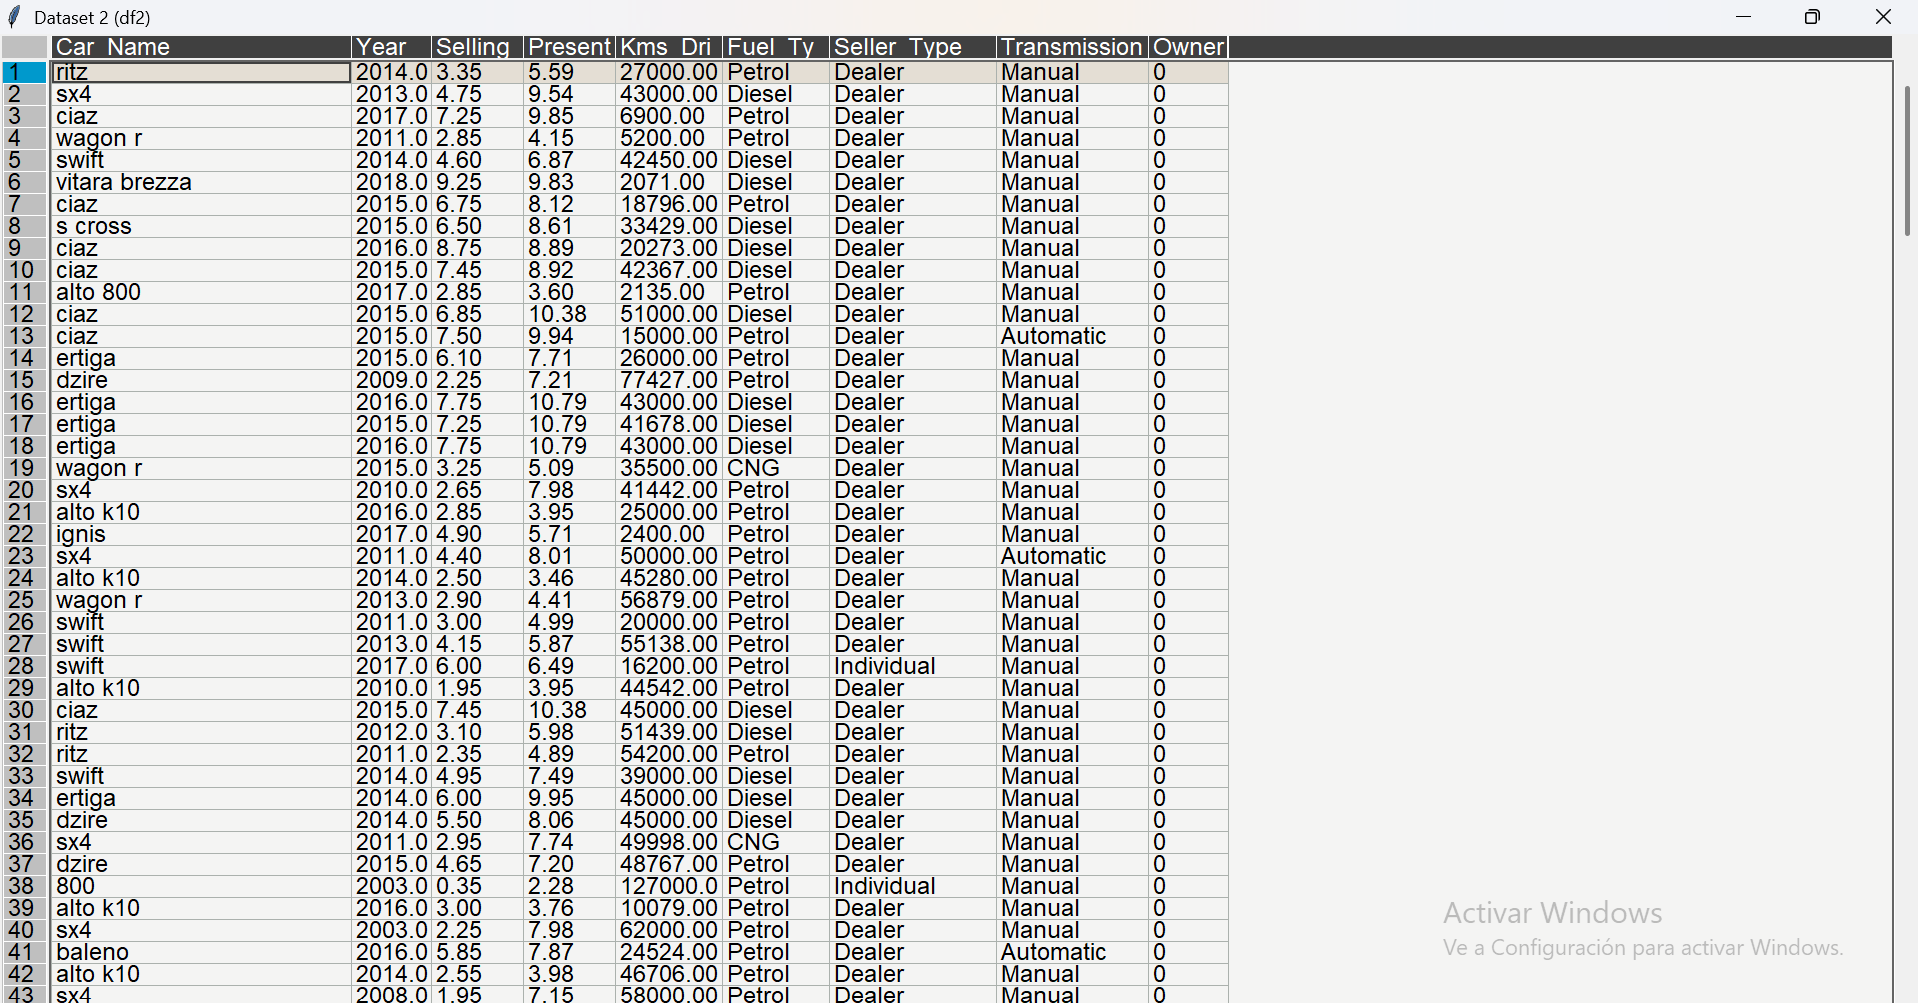 Dataset 2 (df2)
Car_Name Year Selling Present Kms_Dri Fuel_Ty Seller_Type Transmission Owner
1 ritz 2014.0 3.35 5.59 27000.00 Petrol Dealer Manual 0
2 sx4 2013.0 4.75 9.54 43000.00 Diesel Dealer Manual 0
3 ciaz 2017.0 7.25 9.85 6900.00 Petrol Dealer Manual 0
4 wagon r 2011.0 2.85 4.15 5200.00 Petrol Dealer Manual 0
5 swift 2014.0 4.60 6.87 42450.00 Diesel Dealer Manual 0
6 vitara brezza 2018.0 9.25 9.83 2071.00 Diesel Dealer Manual 0
7 ciaz 2015.0 6.75 8.12 18796.00 Petrol Dealer Manual 0
8 s cross 2015.0 6.50 8.61 33429.00 Diesel Dealer Manual 0
9 ciaz 2016.0 8.75 8.89 20273.00 Diesel Dealer Manual 0
10 ciaz 2015.0 7.45 8.92 42367.00 Diesel Dealer Manual 0
11 alto 800 2017.0 2.85 3.60 2135.00 Petrol Dealer Manual 0
12 ciaz 2015.0 6.85 10.38 51000.00 Diesel Dealer Manual 0
13 ciaz 2015.0 7.50 9.94 15000.00 Petrol Dealer Automatic 0
14 ertiga 2015.0 6.10 7.71 26000.00 Petrol Dealer Manual 0
15 dzire 2009.0 2.25 7.21 77427.00 Petrol Dealer Manual 0
16 ertiga 2016.0 7.75 10.79 43000.00 Diesel Dealer Manual 0
17 ertiga 2015.0 7.25 10.79 41678.00 Diesel Dealer Manual 0
18 ertiga 2016.0 7.75 10.79 43000.00 Diesel Dealer Manual 0
19 wagon r 2015.0 3.25 5.09 35500.00 CNG Dealer Manual 0
20 sx4 2010.0 2.65 7.98 41442.00 Petrol Dealer Manual 0
21 alto k10 2016.0 2.85 3.95 25000.00 Petrol Dealer Manual 0
22 ignis 2017.0 4.90 5.71 2400.00 Petrol Dealer Manual 0
23 sx4 2011.0 4.40 8.01 50000.00 Petrol Dealer Automatic 0
24 alto k10 2014.0 2.50 3.46 45280.00 Petrol Dealer Manual 0
25 wagon r 2013.0 2.90 4.41 56879.00 Petrol Dealer Manual 0
26 swift 2011.0 3.00 4.99 20000.00 Petrol Dealer Manual 0
27 swift 2013.0 4.15 5.87 55138.00 Petrol Dealer Manual 0
28 swift 2017.0 6.00 6.49 16200.00 Petrol Individual Manual 0
29 alto k10 2010.0 1.95 3.95 44542.00 Petrol Dealer Manual 0
30 ciaz 2015.0 7.45 10.38 45000.00 Diesel Dealer Manual 0
31 ritz 2012.0 3.10 5.98 51439.00 Diesel Dealer Manual 0
32 ritz 2011.0 2.35 4.89 54200.00 Petrol Dealer Manual 0
33 swift 2014.0 4.95 7.49 39000.00 Diesel Dealer Manual 0
34 ertiga 2014.0 6.00 9.95 45000.00 Diesel Dealer Manual 0
35 dzire 2014.0 5.50 8.06 45000.00 Diesel Dealer Manual 0
36 sx4 2011.0 2.95 7.74 49998.00 CNG Dealer Manual 0
37 dzire 2015.0 4.65 7.20 48767.00 Petrol Dealer Manual 0
38 800 2003.0 0.35 2.28 127000.0 Petrol Individual Manual 0
39 alto k10 2016.0 3.00 3.76 10079.00 Petrol Dealer Manual 0
40 sx4 2003.0 2.25 7.98 62000.00 Petrol Dealer Manual 0
41 baleno 2016.0 5.85 7.87 24524.00 Petrol Dealer Automatic 0
42 alto k10 2014.0 2.55 3.98 46706.00 Petrol Dealer Manual 0
43 sx4 2008.0 1.95 7.15 58000.00 Petrol Dealer Manual 0
Activar Windows
Ve a Configuración para activar Windows.